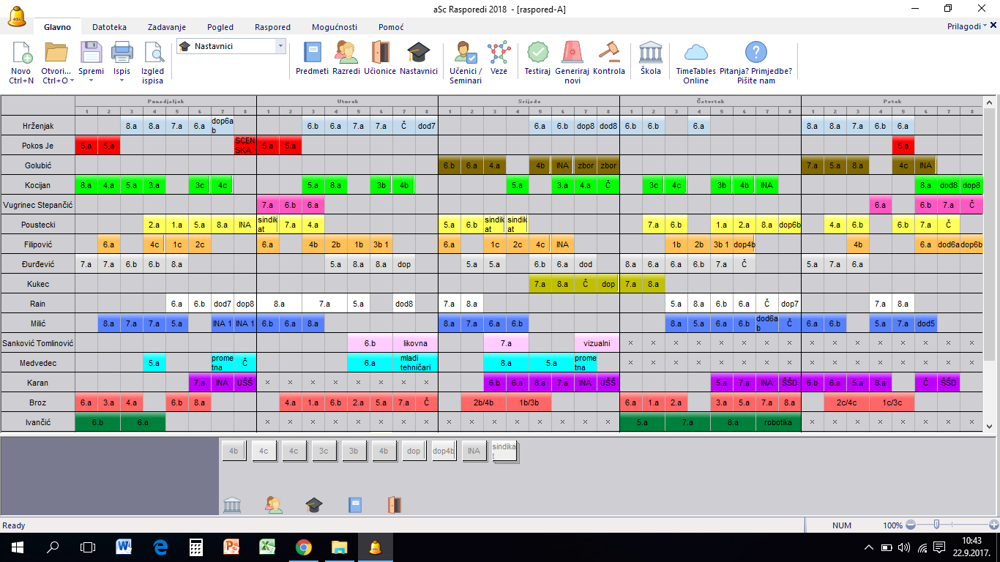 aSc Rasporedi 2018 - [raspored-A]
Glavno Datoteka Zadavanje Pogled Raspored Mogućnosti Pomoć Prilagodi
Nastavnici
Novo Otvori... Spremi Ispis Izgled Predmeti Razredi Učionice Nastavnici Učenici / Veze Testiraj Generiraj Kontrola Škola TimeTables Pitanja? Primjedbe?
Ctrl+N Ctrl+O ispisa Seminari novi Online Pišite nam
Ponedjeljak Utorak Srijeda Četvrtak Petak
1 2 3 4 5 6 7 8 1 2 3 4 5 6 7 8 1 2 3 4 5 6 7 8 1 2 3 4 5 6 7 8 1 2 3 4 5 6 7 8
Hrženjak 8.a 8.a 7.a 6.a dop6a b 6.b 6.a 7.a 7.a Č dod7 6.a 6.b dop8 dod8 6.b 6.b 6.a 8.a 8.a 7.a 6.b 6.a
Pokos Je 5.a 5.a SCEN SKA 5.a 5.a 5.a
Golubić 6.b 6.a 4.a 4b INA zbor zbor 7.a 5.a 8.a 4c INA
Kocijan 8.a 4.a 5.a 3.a 3c 4c 5.a 8.a 3b 4b 5.a 3.a 4.a Č 3c 4c 3b 4b INA 8.a dod8 dop8
Vugrinec Stepančić 7.a 6.b 6.a 6.a 6.b 7.a Č
Poustecki 2.a 1.a 5.a 8.a INA sindik at 7.a 4.a 5.a 6.b sindik at sindik at 7.a 6.b 1.a 2.a 8.a dop6b 4.a 6.b 6.b 7.a Č
Filipović 6.a 4c 1c 2c 6.a 4b 2b 1b 3b 1 6.a 1c 2c 4c INA 1b 2b 3b 1 dop4b 4b 6.a dod6a dop6b
Đurđević 7.a 7.a 6.b 6.b 8.a 5.a 8.a 8.a dop 5.a 5.a 6.b 6.a dod 8.a 6.a 6.a 6.b 7.a Č 5.a 7.a 6.a
Kukec 7.a 8.a Č dop 7.a 8.a
Rain 6.a 6.b dod7 dop8 8.a 7.a 5.a dod8 7.a 8.a 5.a 8.a 6.b 6.a Č dop7 7.a 8.a
Milić 8.a 7.a 7.a 5.a INA 1 INA 1 6.b 6.a 8.a 8.a 7.a 6.a 6.b 8.a 5.a 6.a 6.b dod6a b Č 6.a 6.b 5.a 7.a dod5
Sanković Tomlinović 6.b likovna 7.a vizualni × × × × × × × × × × × × × × × ×
Medvedec 5.a prome tna Č 6.a mladi tehničari 8.a 5.a prome tna × × × × × × × × × × × × × × × ×
Karan 7.a INA UŠŠ × × × × × × × × 6.b 6.a 8.a 7.a INA UŠŠ 5.a 7.a INA ŠŠD 6.b 6.a 5.a 8.a Č ŠŠD
Broz 6.a 3.a 4.a 6.b 8.a 4.a 1.a 6.b 2.a 5.a 7.a Č 2b/4b 1b/3b 6.a 1.a 2.a 3.a 5.a 7.a 8.a 2c/4c 1c/3c
Ivančić 6.b 6.a × × × × × × × × × × × × × × × × 5.a 7.a 8.a robotika × × × × × × × ×
4b 4c 4c 3c 3b 4b dop dop4b INA sindika t
Ready NUM 100%
10:43
22.9.2017.